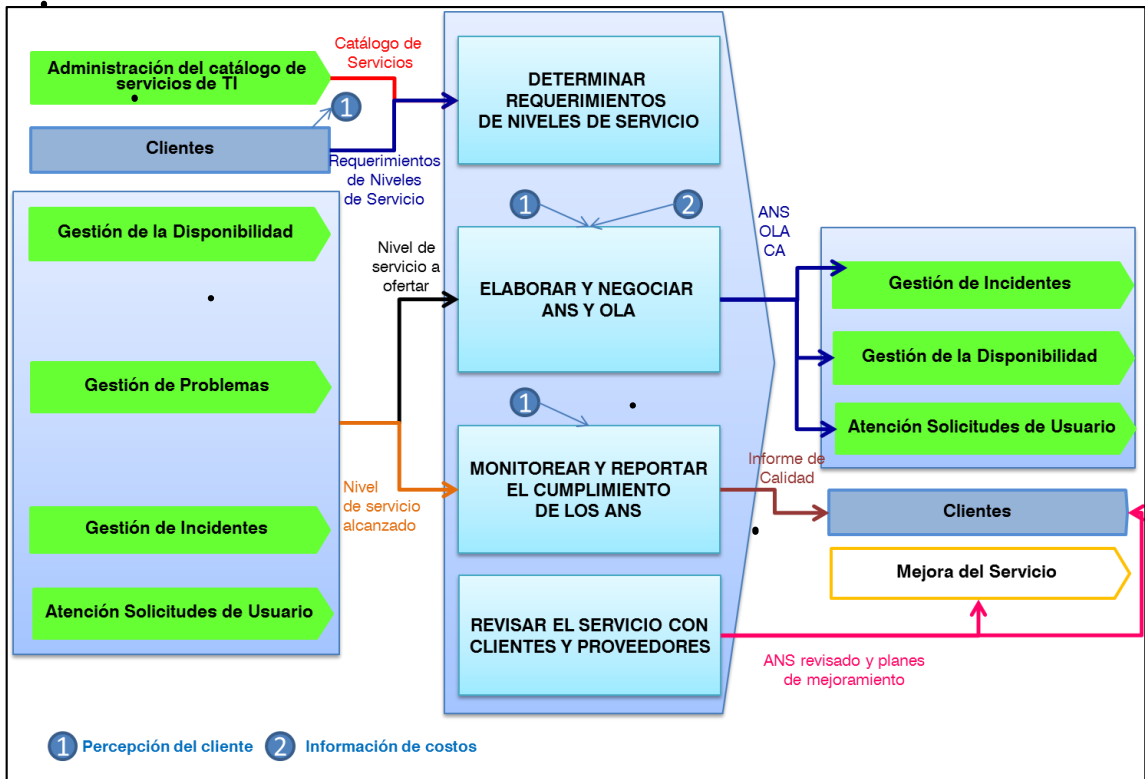 Administración del catálogo de
servicios de TI
Catálogo de
Servicios
1
Clientes
Requerimientos
de Niveles
de Servicio
DETERMINAR
REQUERIMIENTOS
DE NIVELES DE SERVICIO
Gestión de la Disponibilidad
Gestión de Problemas
Gestión de Incidentes
Atención Solicitudes de Usuario
Nivel de
servicio a
ofertar
Nivel
de servicio
alcanzado
1
2
ELABORAR Y NEGOCIAR
ANS Y OLA
1
MONITOREAR Y REPORTAR
EL CUMPLIMIENTO
DE LOS ANS
REVISAR EL SERVICIO CON
CLIENTES Y PROVEEDORES
ANS
OLA
CA
Gestión de Incidentes
Gestión de la Disponibilidad
Atención Solicitudes de Usuario
Informe de
Calidad
Clientes
Mejora del Servicio
ANS revisado y planes
de mejoramiento
1 Percepción del cliente 2 Información de costos